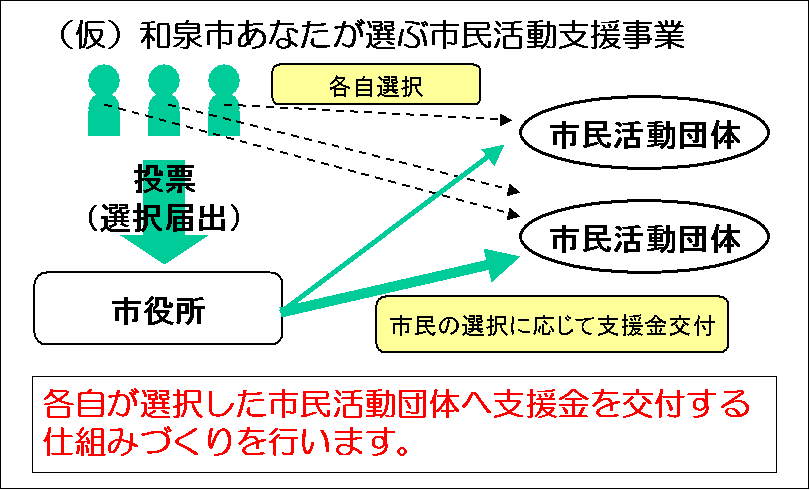 （仮）和泉市あなたが選ぶ市民活動支援事業
各自選択
市民活動団体
投票
（選択届出）
市民活動団体
市役所
市民の選択に応じて支援金交付
各自が選択した市民活動団体へ支援金を交付する
仕組みづくりを行います。